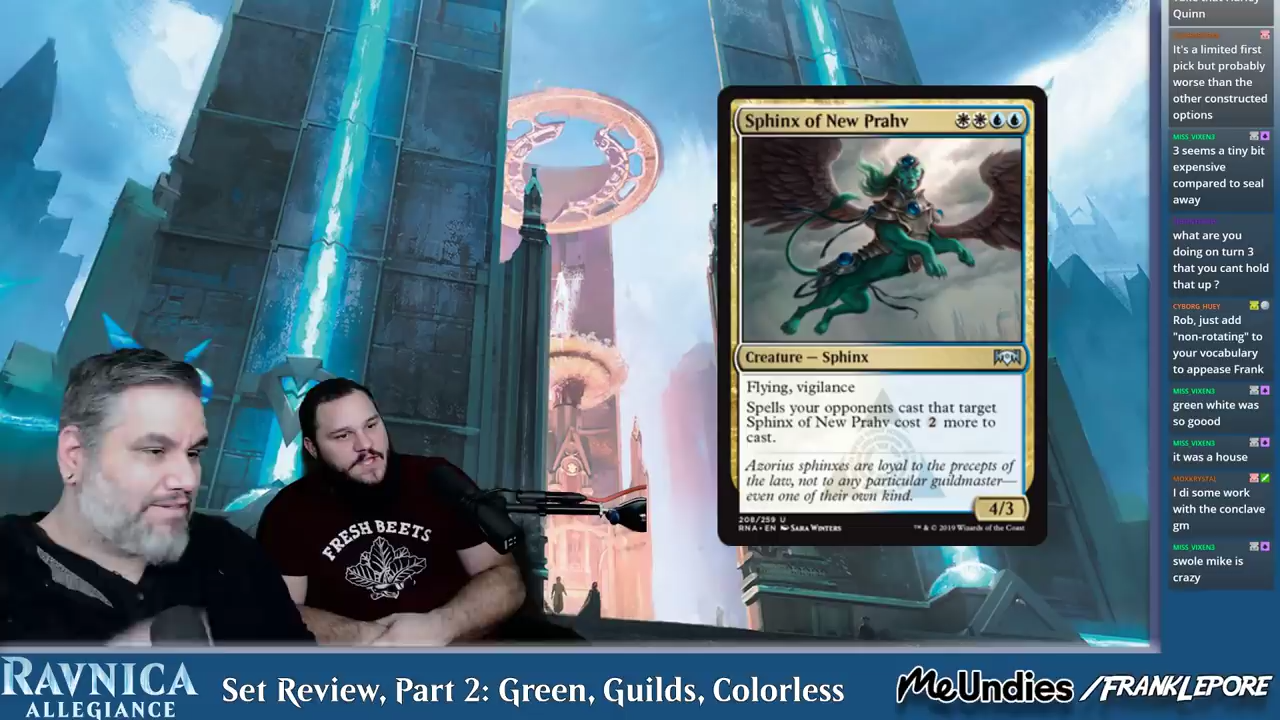 Quinn
It's a limited first
pick but probably
worse than the
other constructed
options
MISS VIXEN3
3 seems a tiny bit
expensive
compared to seal
away
what are you
doing on turn 3
that you cant hold
that up ?
CYBORG HUEY
Rob, just add
"non-rotating" to
your vocabulary
to appease Frank
MISS VIXEN3
green white was
so goood
MISS VIXEN3
it was a house
MOXKRYSTAL
I di some work
with the conclave
gm
MISS VIXEN3
swole mike is
crazy
Sphinx of New Prahv
Creature — Sphinx
Flying, vigilance
Spells your opponents cast that target
Sphinx of New Prahv cost 2 more to
cast.
Azorius sphinxes are loyal to the precepts of
the law, not to any particular guildmaster—
even one of their own kind.
4/3
208/259 U
RNA • EN Sara Winters
™ & © 2019 Wizards of the Coast
FRESH BEETS
RAVNICA
ALLEGIANCE
Set Review, Part 2: Green, Guilds, Colorless
MeUndies /FRANKLEPORE